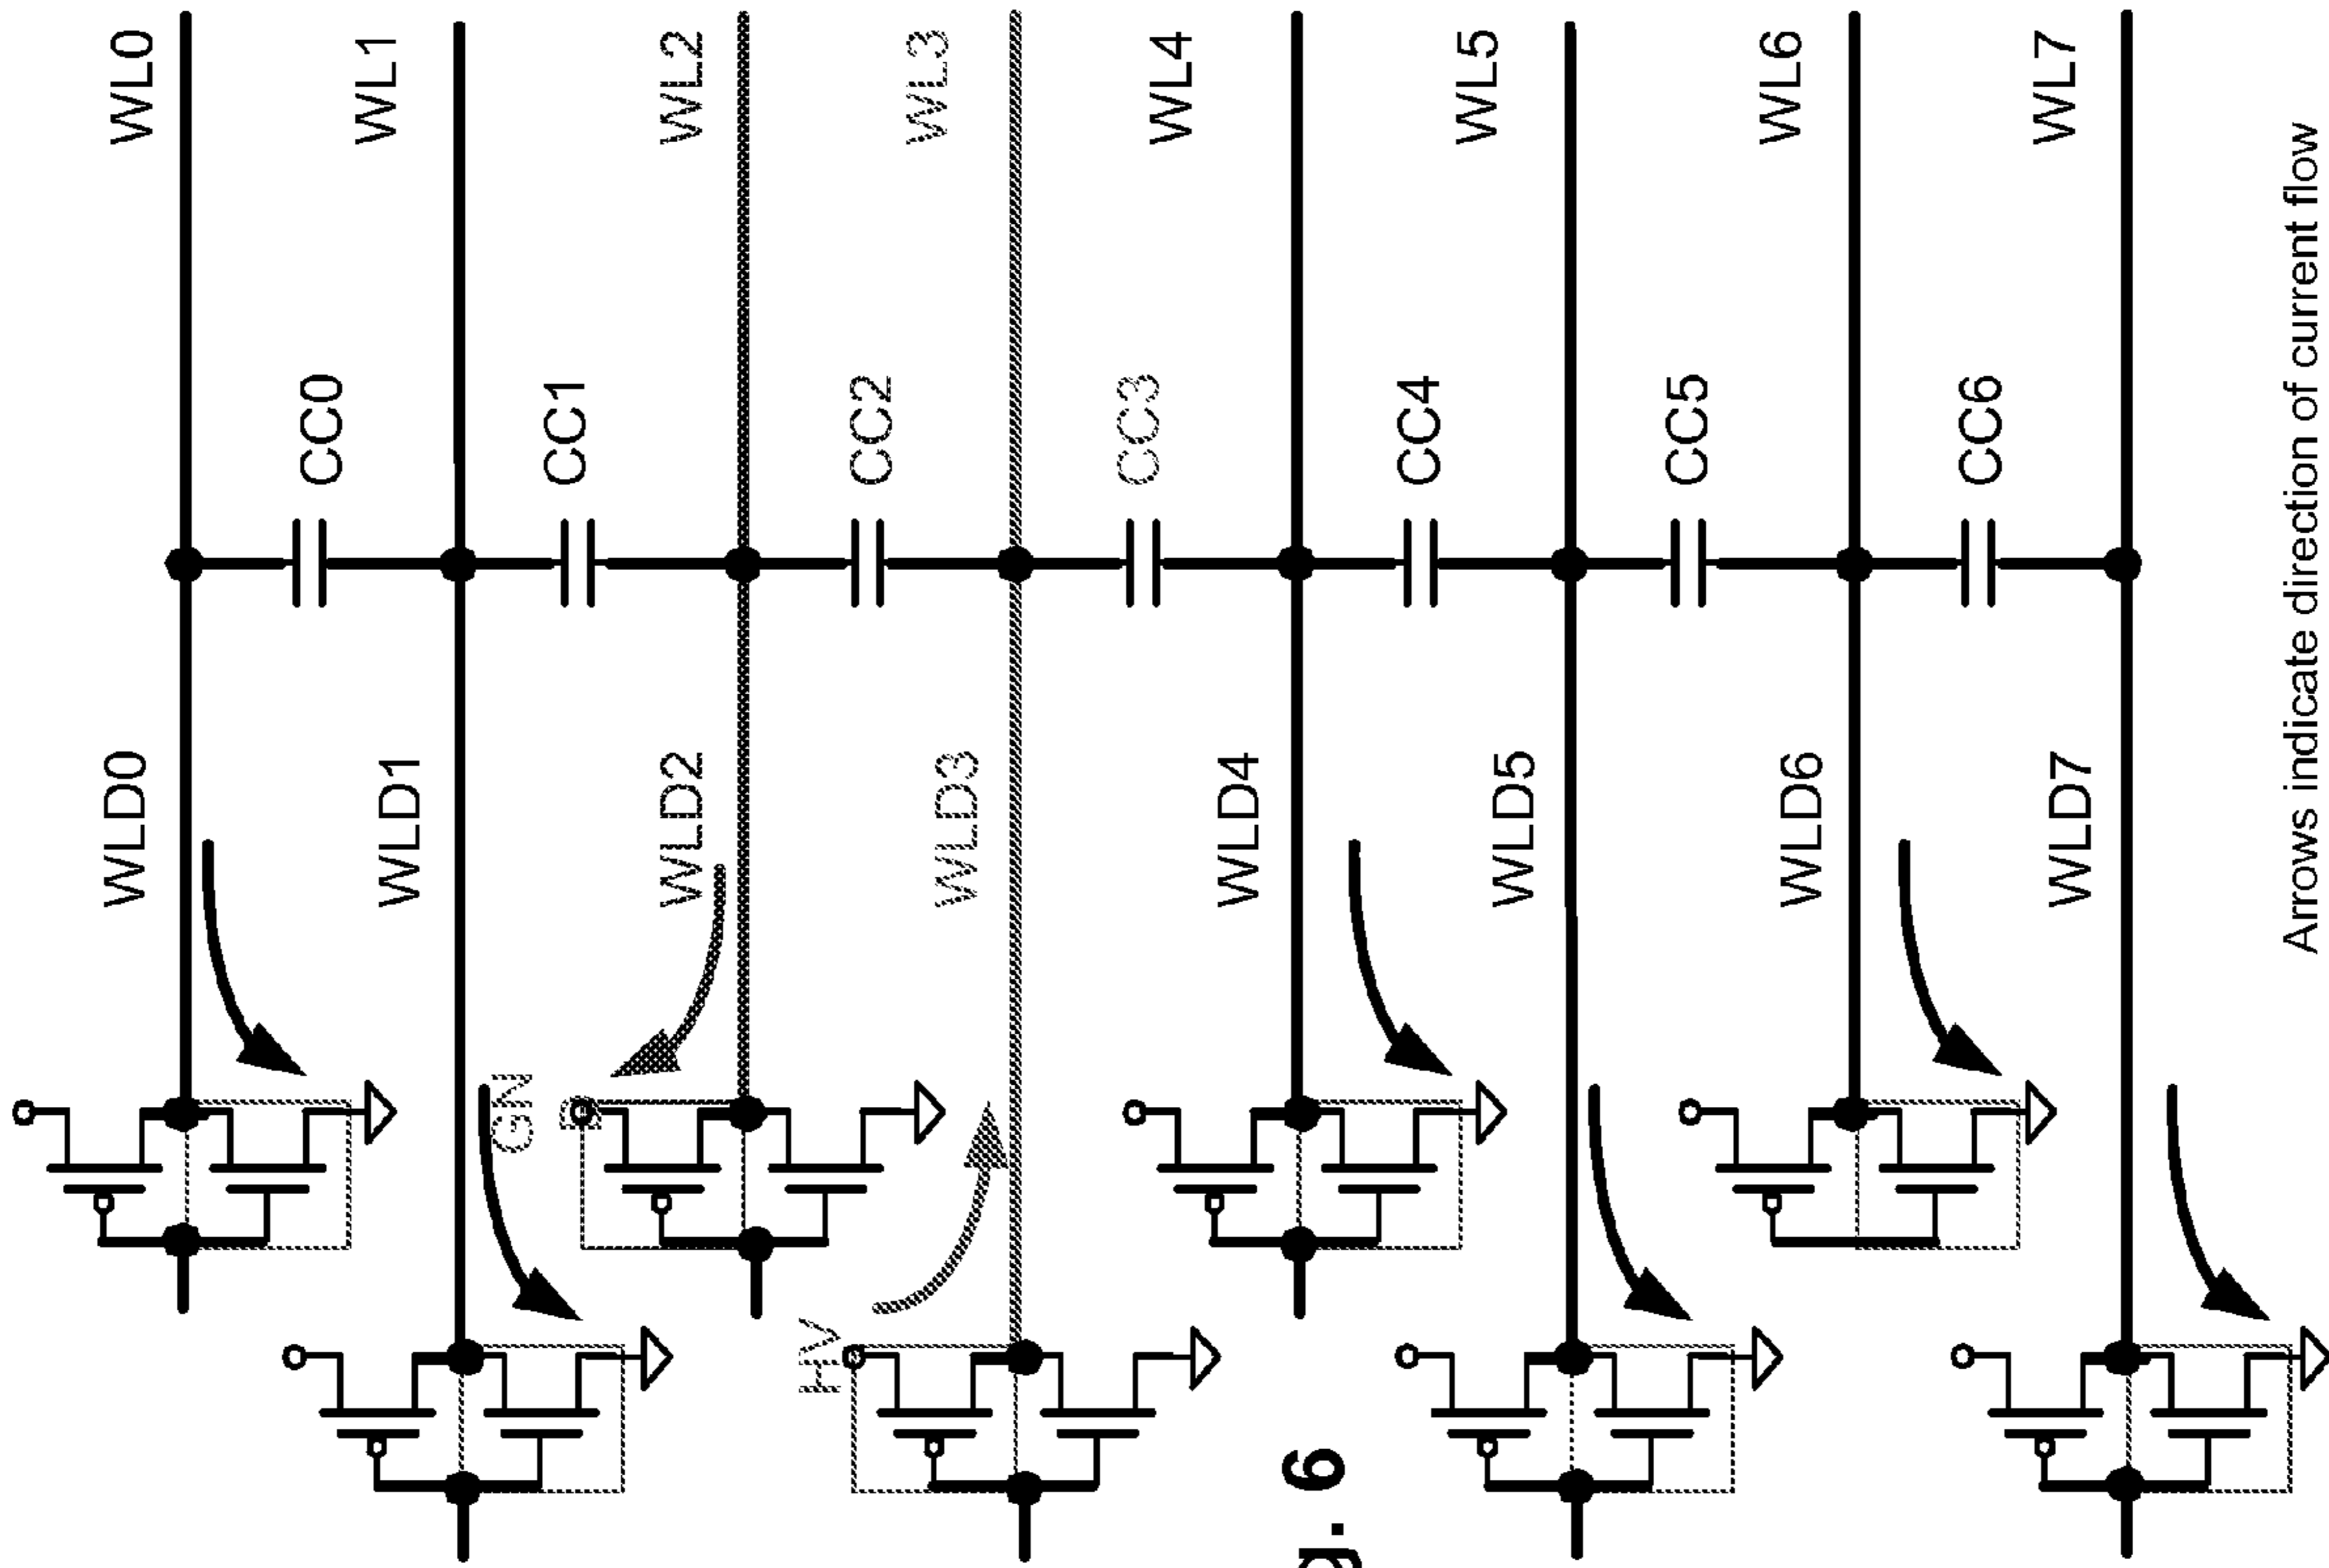 WL0
WL1
WL2
WL3
WL4
WL5
WL6
WL7
CC0
CC1
CC2
CC3
CC4
CC5
CC6
WLD0
WLD1
WLD2
WLD3
WLD4
WLD5
WLD6
WLD7
GN
D
HV
g. 6
Arrows indicate direction of current flow